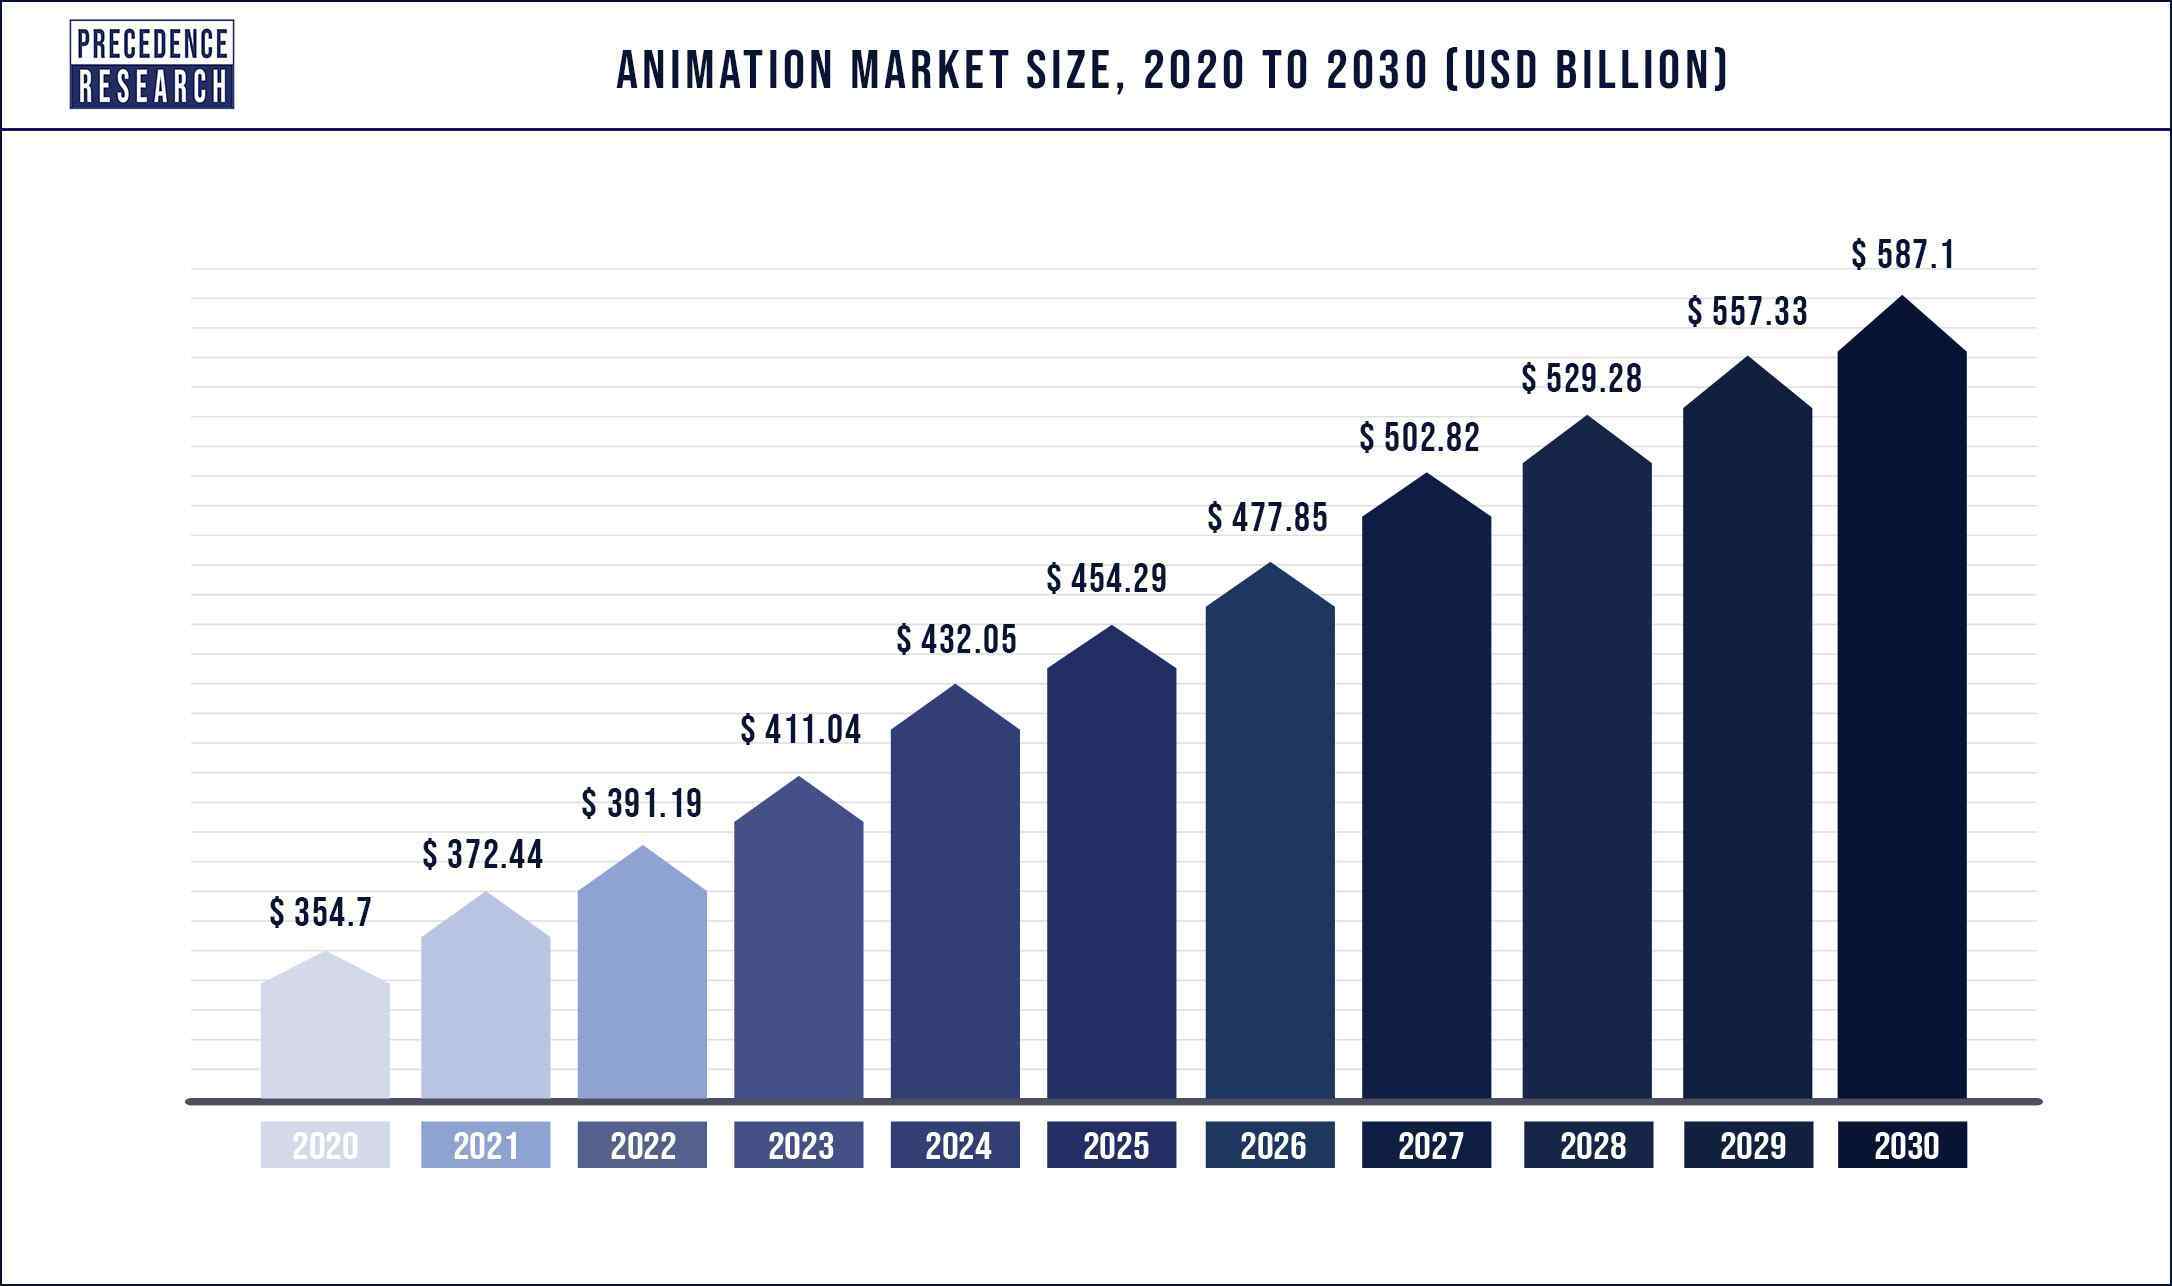 PRECEDENCE
RESEARCH
ANIMATION MARKET SIZE, 2020 TO 2030 (USD BILLION)
$ 587.1
$ 557.33
$ 529.28
$ 502.82
$ 477.85
$ 454.29
$ 432.05
$ 411.04
$ 391.19
$ 372.44
$ 354.7
2020 2021 2022 2023 2024 2025 2026 2027 2028 2029 2030